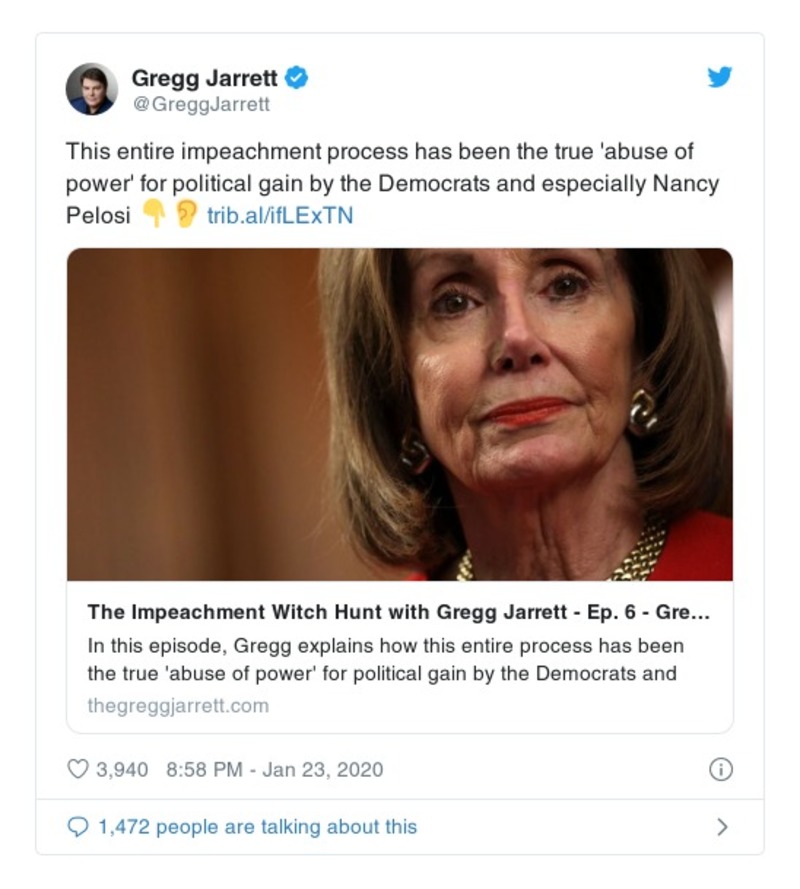 Gregg Jarrett
@GreggJarrett
This entire impeachment process has been the true 'abuse of
power' for political gain by the Democrats and especially Nancy
Pelosi 👇 👂 trib.al/ifLExTN
The Impeachment Witch Hunt with Gregg Jarrett - Ep. 6 - Gre...
In this episode, Gregg explains how this entire process has been
the true 'abuse of power' for political gain by the Democrats and
thegreggjarrett.com
3,940 8:58 PM - Jan 23, 2020
1,472 people are talking about this